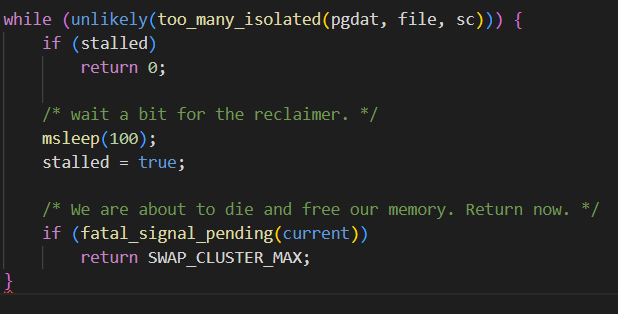 while (unlikely(too_many_isolated(pgdat, file, sc))) {
if (stalled)
return 0;
/* wait a bit for the reclaimer. */
msleep(100);
stalled = true;
/* We are about to die and free our memory. Return now. */
if (fatal_signal_pending(current))
return SWAP_CLUSTER_MAX;
}